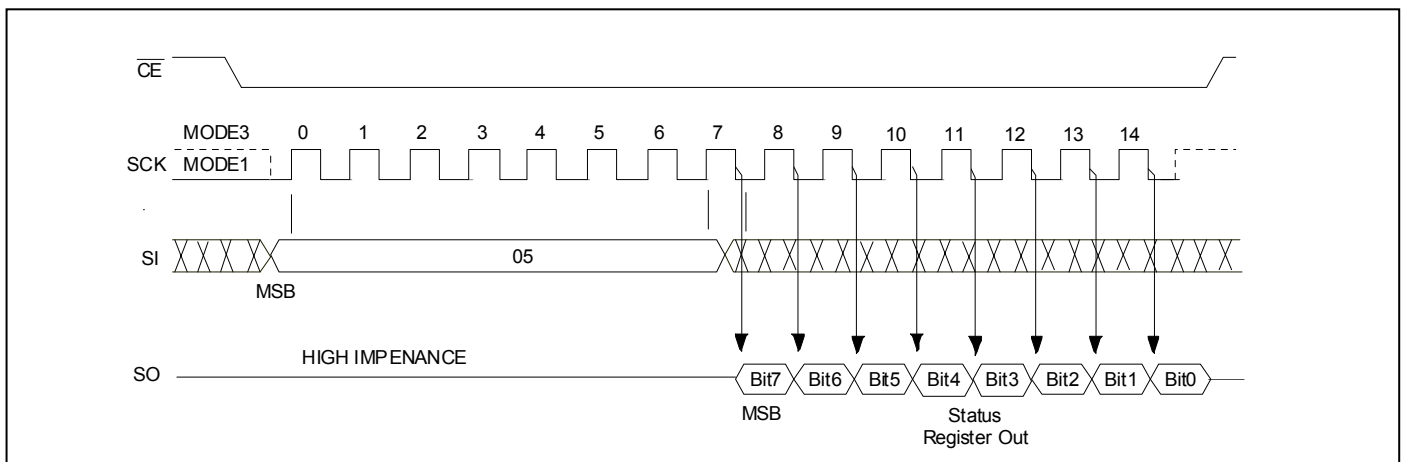 CE
MODE3 0 1 2 3 4 5 6 7 8 9 10 11 12 13 14
SCK MODE1
SI 05
MSB
HIGH IMPENANCE
SO Bit7 Bit6 Bit5 Bit4 Bit3 Bit2 Bit1 Bit0
MSB Status
Register Out